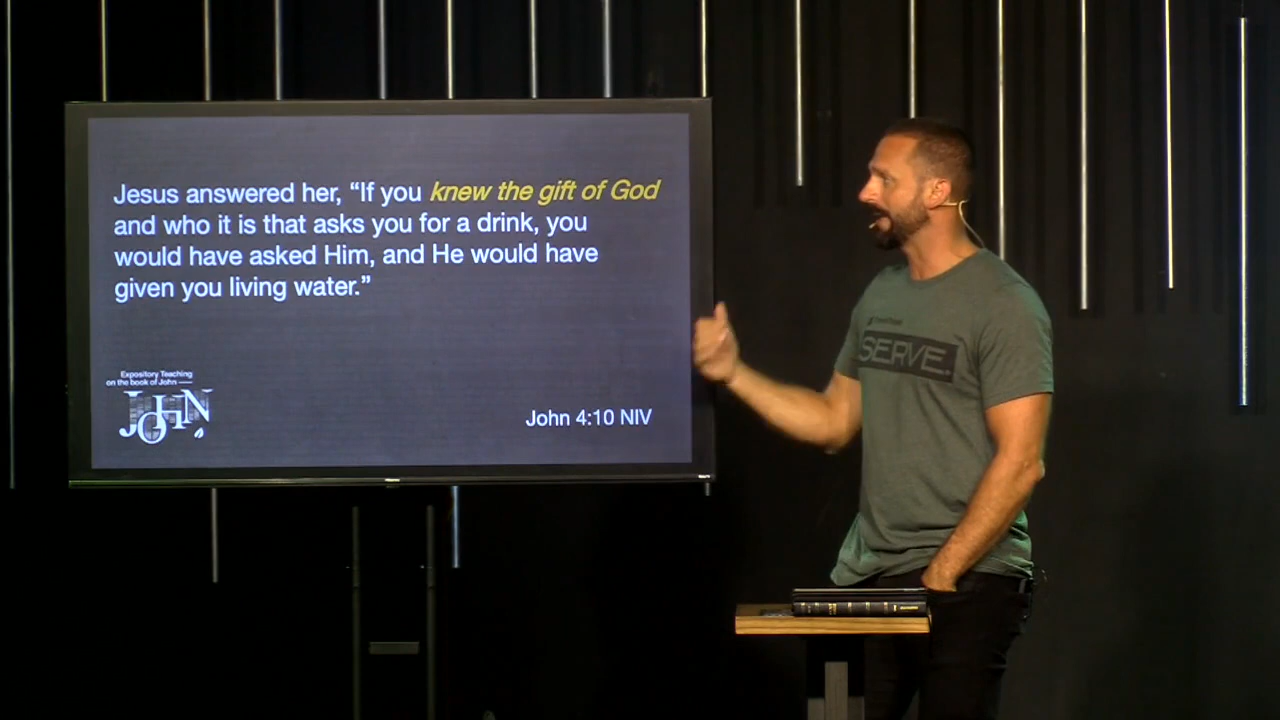 Jesus answered her, “If you knew the gift of God
and who it is that asks you for a drink, you
would have asked Him, and He would have
given you living water.”
Expository Teaching
on the book of John
JOHN
John 4:10 NIV
SERVE.